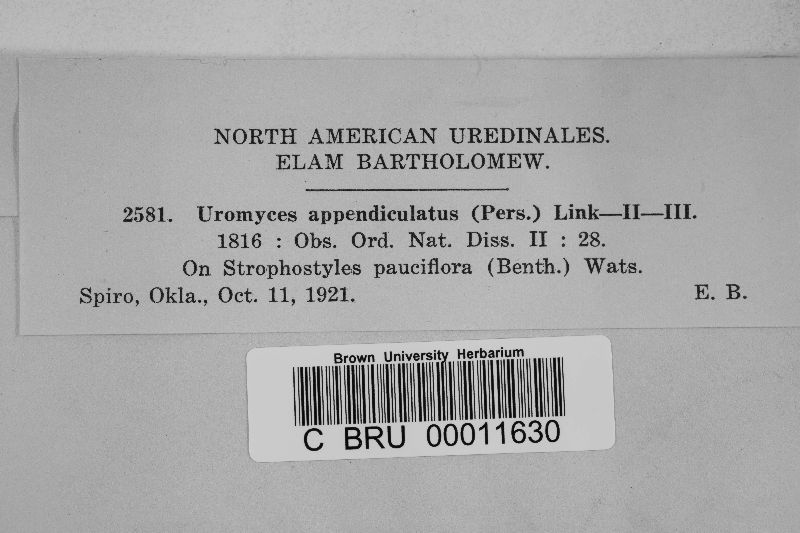 NORTH AMERICAN UREDINALES.
ELAM BARTHOLOMEW.
2581. Uromyces appendiculatus (Pers.) Link—II—III.
1816 : Obs. Ord. Nat. Diss. II : 28.
On Strophostyles pauciflora (Benth.) Wats.
Spiro, Okla., Oct. 11, 1921. E. B.
Brown University Herbarium
C BRU 00011630